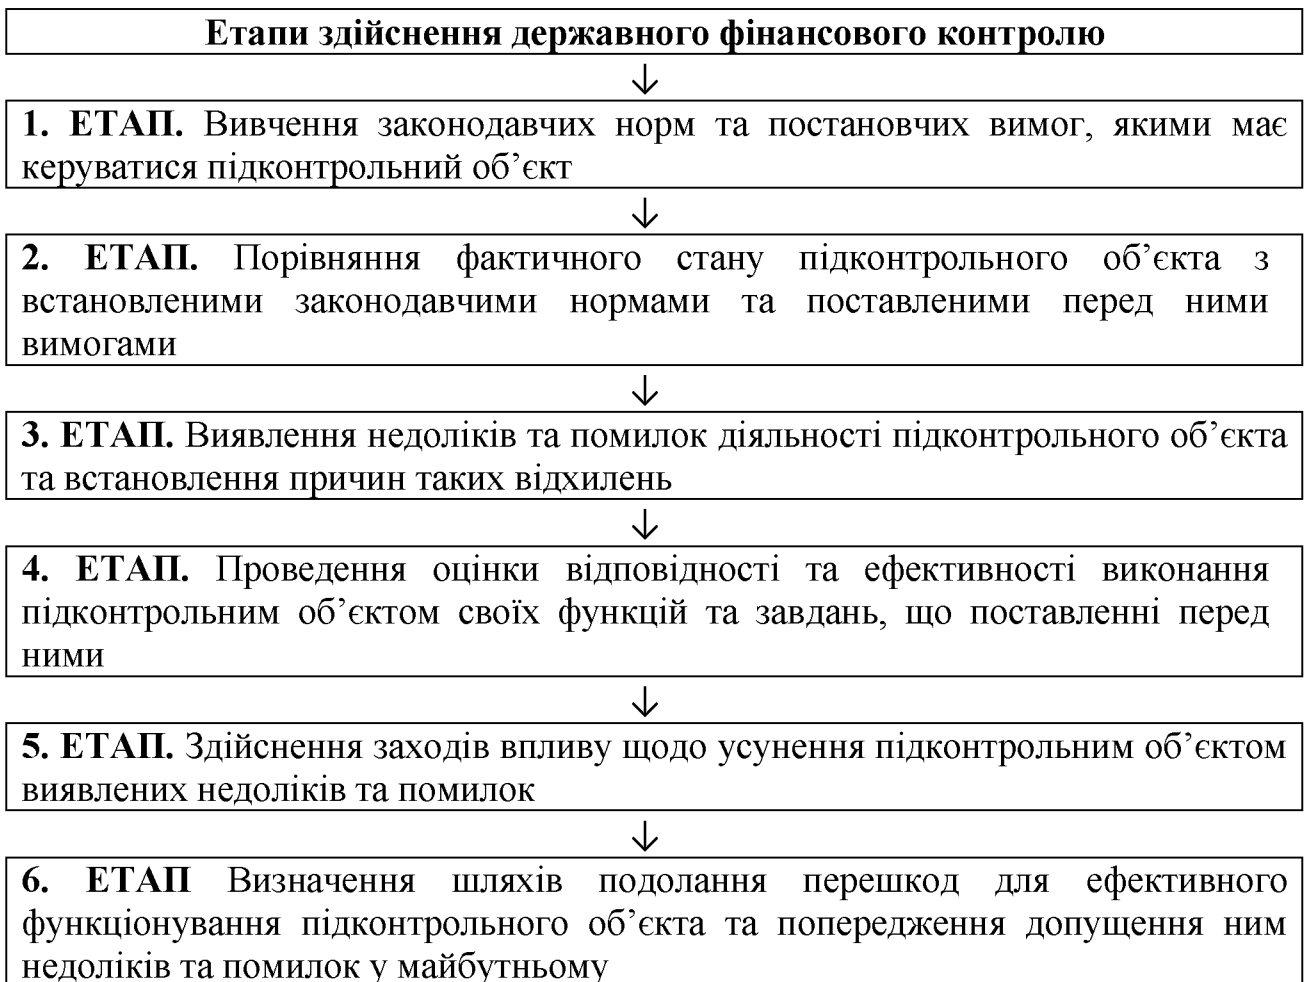 Етапи здійснення державного фінансового контролю
1. ЕТАП. Вивчення законодавчих норм та постановчих вимог, якими має
керуватися підконтрольний об’єкт
2. ЕТАП. Порівняння фактичного стану підконтрольного об’єкта з
встановленими законодавчими нормами та поставленими перед ними
вимогами
3. ЕТАП. Виявлення недоліків та помилок діяльності підконтрольного об’єкта
та встановлення причин таких відхилень
4. ЕТАП. Проведення оцінки відповідності та ефективності виконання
підконтрольним об’єктом своїх функцій та завдань, що поставленні перед
ними
5. ЕТАП. Здійснення заходів впливу щодо усунення підконтрольним об’єктом
виявлених недоліків та помилок
6. ЕТАП Визначення шляхів подолання перешкод для ефективного
функціонування підконтрольного об’єкта та попередження допущення ним
недоліків та помилок у майбутньому